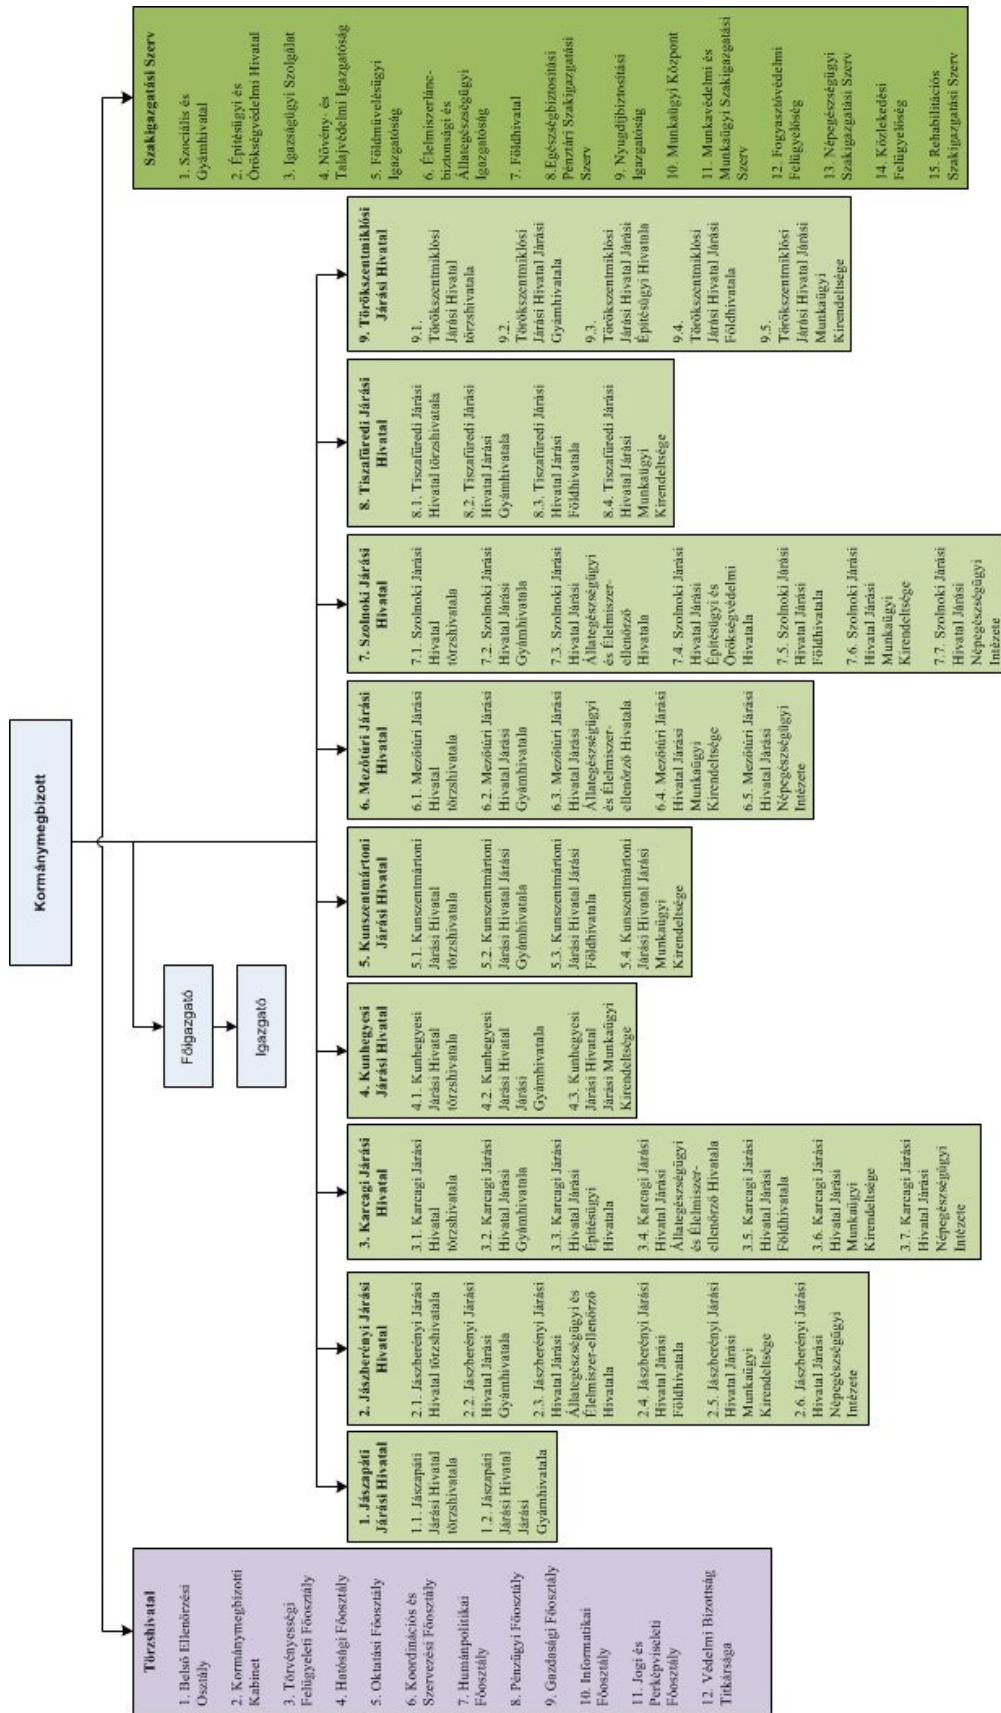 Kormánymegbízott
Főigazgató
Igazgató
Törzshivatal
1. Belső Ellenőrzési
Osztály
2. Kormánymegbízotti
Kabinet
3. Törvényességi
Felügyeleti Főosztály
4. Hatósági Főosztály
5. Oktatási Főosztály
6. Koordinációs és
Szervezési Főosztály
7. Humánpolitikai
Főosztály
8. Pénzügyi Főosztály
9. Gazdasági Főosztály
10. Informatikai
Főosztály
11. Jogi és
Perképviseleti
Főosztály
12. Védelmi Bizottság
Titkársága
1. Jászapáti
Járási Hivatal
1.1. Jászapáti
Járási Hivatal
törzshivatala
1.2. Jászapáti
Járási Hivatal
Járási
Gyámhivatala
2. Jászberényi Járási
Hivatal
2.1. Jászberényi Járási
Hivatal törzshivatala
2.2. Jászberényi Járási
Hivatal Járási
Gyámhivatala
2.3. Jászberényi Járási
Hivatal Járási
Állategészségügyi és
Élelmiszer-ellenőrző
Hivatala
2.4. Jászberényi Járási
Hivatal Járási
Földhivatala
2.5. Jászberényi Járási
Hivatal Járási
Munkaügyi
Kirendeltsége
2.6. Jászberényi Járási
Hivatal Járási
Népegészségügyi
Intézete
3. Karcagi Járási
Hivatal
3.1. Karcagi Járási
Hivatal
törzshivatala
3.2. Karcagi Járási
Hivatal Járási
Gyámhivatala
3.3. Karcagi Járási
Hivatal Járási
Építésügyi
Hivatala
3.4. Karcagi Járási
Hivatal Járási
Állategészségügyi
és Élelmiszer-
ellenőrző Hivatala
3.5. Karcagi Járási
Hivatal Járási
Földhivatala
3.6. Karcagi Járási
Hivatal Járási
Munkaügyi
Kirendeltsége
3.7. Karcagi Járási
Hivatal Járási
Népegészségügyi
Intézete
4. Kunhegyesi
Járási Hivatal
4.1. Kunhegyesi
Járási Hivatal
törzshivatala
4.2. Kunhegyesi
Járási Hivatal
Járási
Gyámhivatala
4.3. Kunhegyesi
Járási Hivatal
Járási Munkaügyi
Kirendeltsége
5. Kunszentmártoni
Járási Hivatal
5.1. Kunszentmártoni
Járási Hivatal
törzshivatala
5.2. Kunszentmártoni
Járási Hivatal Járási
Gyámhivatala
5.3. Kunszentmártoni
Járási Hivatal Járási
Földhivatala
5.4. Kunszentmártoni
Járási Hivatal Járási
Munkaügyi
Kirendeltsége
6. Mezőtúri Járási
Hivatal
6.1. Mezőtúri Járási
Hivatal
törzshivatala
6.2. Mezőtúri Járási
Hivatal Járási
Gyámhivatala
6.3. Mezőtúri Járási
Hivatal Járási
Állategészségügyi
és Élelmiszer-
ellenőrző Hivatala
6.4. Mezőtúri Járási
Hivatal Járási
Munkaügyi
Kirendeltsége
6.5. Mezőtúri Járási
Hivatal Járási
Népegészségügyi
Intézete
7. Szolnoki Járási
Hivatal
7.1. Szolnoki Járási
Hivatal
törzshivatala
7.2. Szolnoki Járási
Hivatal Járási
Gyámhivatala
7.3. Szolnoki Járási
Hivatal Járási
Állategészségügyi
és Élelmiszer-
ellenőrző
Hivatala
7.4. Szolnoki Járási
Hivatal Járási
Építésügyi és
Örökségvédelmi
Hivatala
7.5. Szolnoki Járási
Hivatal Járási
Földhivatala
7.6. Szolnoki Járási
Hivatal Járási
Munkaügyi
Kirendeltsége
7.7. Szolnoki Járási
Hivatal Járási
Népegészségügyi
Intézete
8. Tiszafüredi Járási
Hivatal
8.1. Tiszafüredi Járási
Hivatal törzshivatala
8.2. Tiszafüredi Járási
Hivatal Járási
Gyámhivatala
8.3. Tiszafüredi Járási
Hivatal Járási
Földhivatala
8.4. Tiszafüredi Járási
Hivatal Járási
Munkaügyi
Kirendeltsége
9. Törökszentmiklósi
Járási Hivatal
9.1.
Törökszentmiklósi
Járási Hivatal
törzshivatala
9.2.
Törökszentmiklósi
Járási Hivatal Járási
Gyámhivatala
9.3.
Törökszentmiklósi
Járási Hivatal Járási
Építésügyi Hivatala
9.4.
Törökszentmiklósi
Járási Hivatal Járási
Földhivatala
9.5.
Törökszentmiklósi
Járási Hivatal Járási
Munkaügyi
Kirendeltsége
Szakigazgatási Szerv
1. Szociális és
Gyámhivatal
2. Építésügyi és
Örökségvédelmi Hivatal
3. Igazságügyi Szolgálat
4. Növény- és
Talajvédelmi Igazgatóság
5. Földművelésügyi
Igazgatóság
6. Élelmiszerlánc-
biztonsági és
Állategészségügyi
Igazgatóság
7. Földhivatal
8.Egészségbiztosítási
Pénztári Szakigazgatási
Szerv
9. Nyugdíjbiztosítási
Igazgatóság
10. Munkaügyi Központ
11. Munkavédelmi és
Munkaügyi Szakigazgatási
Szerv
12. Fogyasztóvédelmi
Felügyelőség
13. Népegészségügyi
Szakigazgatási Szerv
14. Közlekedési
Felügyelőség
15. Rehabilitációs
Szakigazgatási Szerv